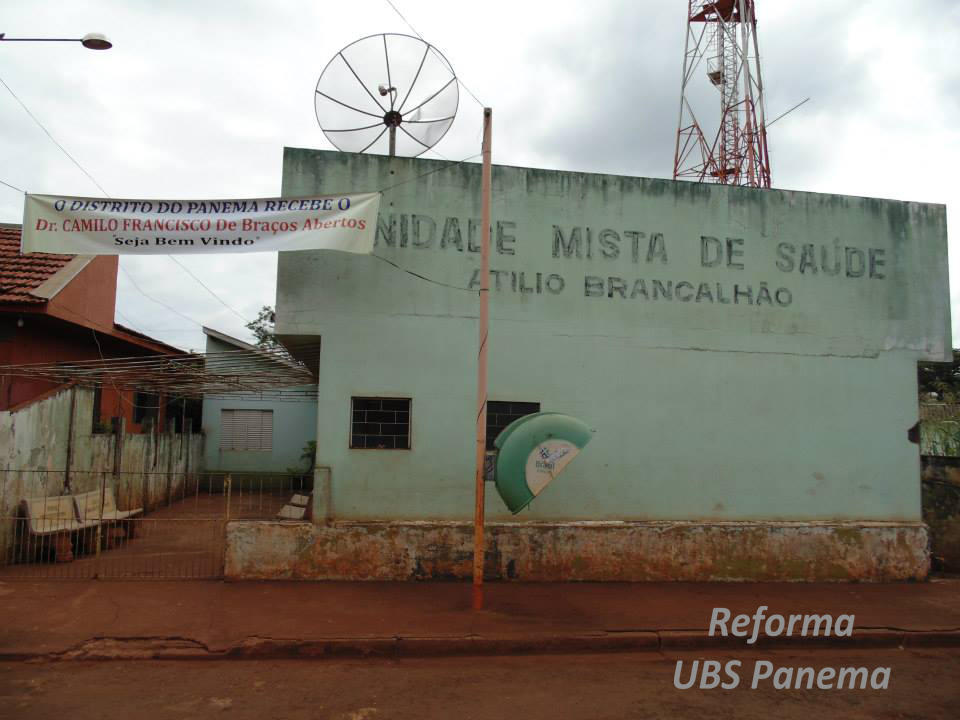 O DISTRITO DO PANEMA RECEBE O
Dr. CAMILO FRANCISCO De Braços Abertos
"Seja Bem Vindo"
NIDADE MISTA DE SAÚDE
ATILIO BRANCALHÃO
Reforma
UBS Panema